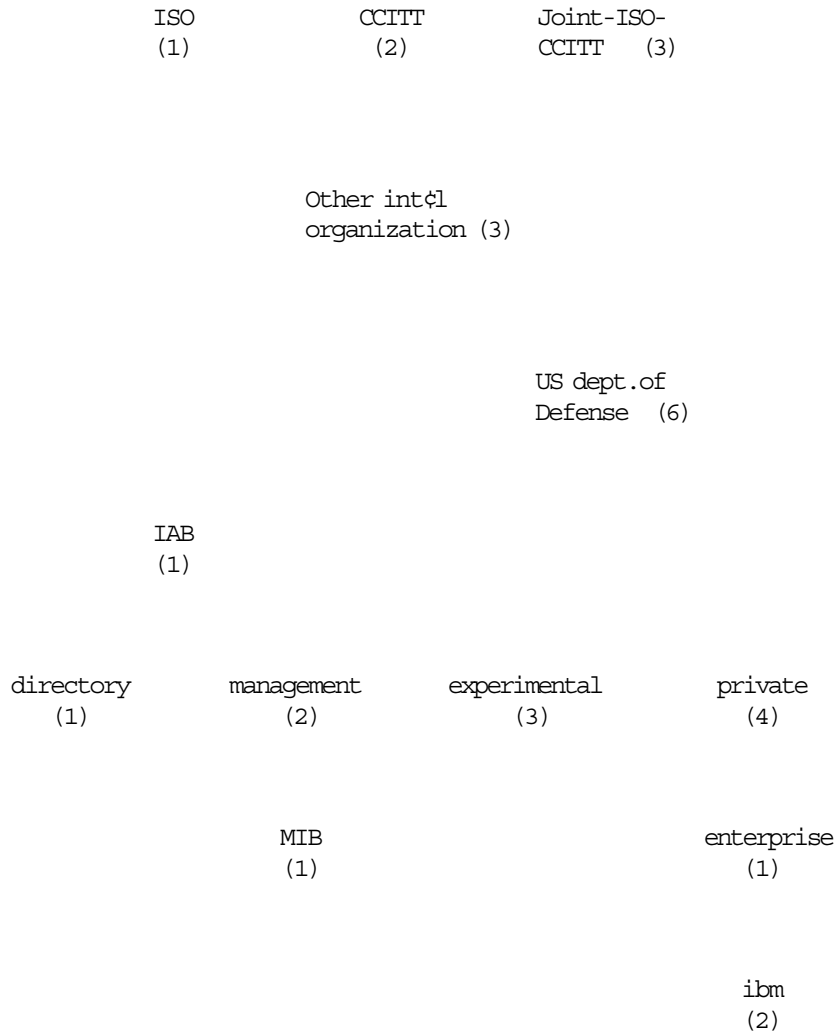 ISO CCITT Joint-ISO-
(1) (2) CCITT (3)
Other int¢l
organization (3)
US dept.of
Defense (6)
IAB
(1)
directory management experimental private
(1) (2) (3) (4)
MIB enterprise
(1) (1)
ibm
(2)